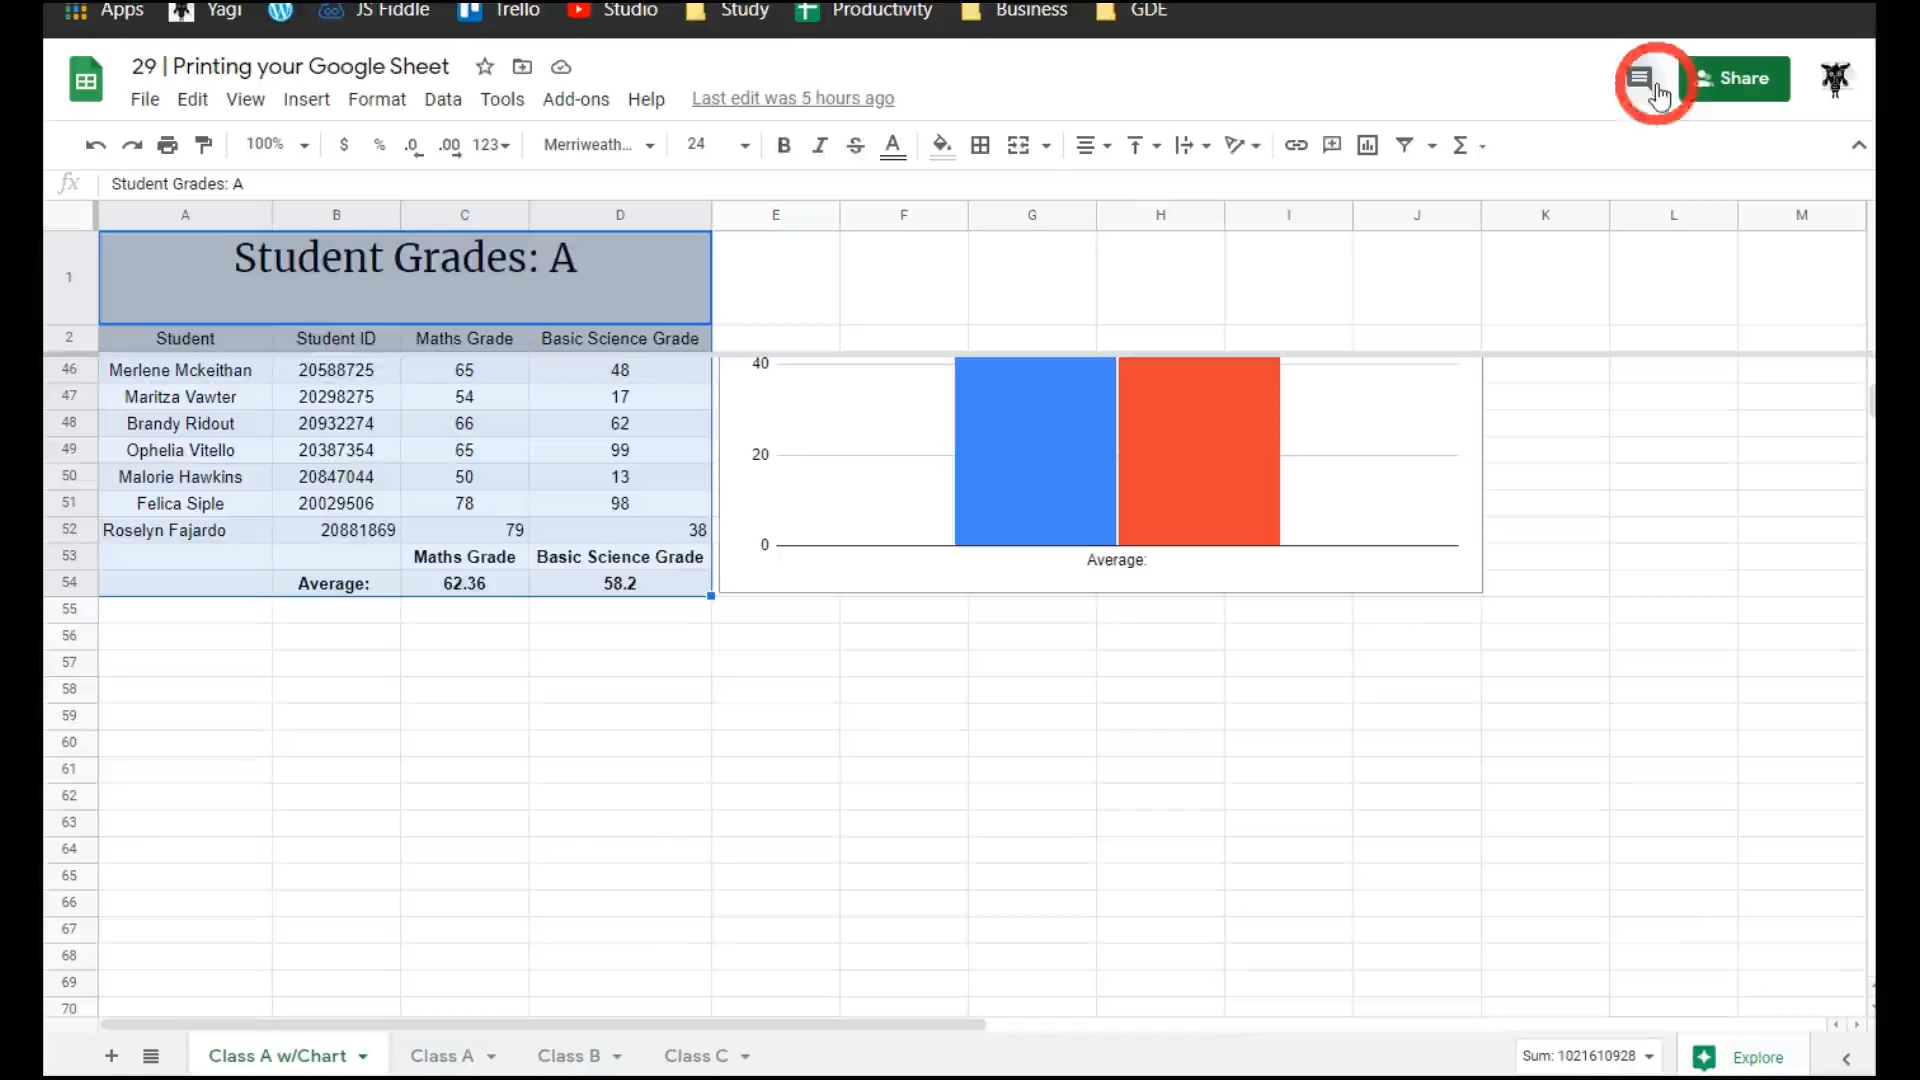 Apps Yagi JS Fiddle Trello Studio Study Productivity Business GDE
29 | Printing your Google Sheet
Share
File Edit View Insert Format Data Tools Add-ons Help Last edit was 5 hours ago
100% $ % .0 .00 123 Merriweath... 24 B I S A
fx Student Grades: A
A B C D E F G H I J K L M
1 Student Grades: A
2 Student Student ID Maths Grade Basic Science Grade
46 Merlene Mckeithan 20588725 65 48
47 Maritza Vawter 20298275 54 17
48 Brandy Ridout 20932274 66 62
49 Ophelia Vitello 20387354 65 99
50 Malorie Hawkins 20847044 50 13
51 Felica Siple 20029506 78 98
52 Roselyn Fajardo 20881869 79 38
53 Maths Grade Basic Science Grade
54 Average: 62.36 58.2
40
20
0
Average:
55
56
57
58
59
60
61
62
63
64
65
66
67
68
69
70
Class A w/Chart Class A Class B Class C Sum: 1021610928 Explore